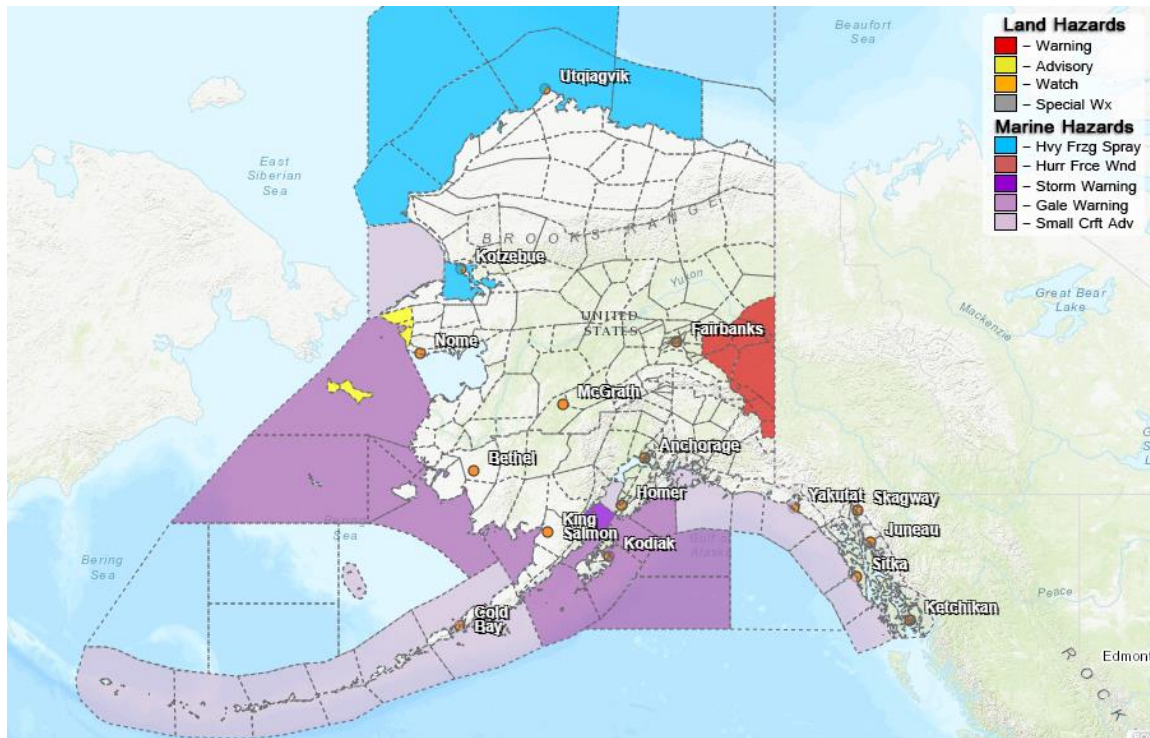 Beaufort
Sea
Land Hazards
– Warning
– Advisory
– Watch
– Special Wx
Marine Hazards
– Hvy Frzg Spray
– Hurr Frce Wnd
– Storm Warning
– Gale Warning
– Small Crft Adv
Utqiagvik
East
Siberian
Sea
BROOKS RANGE
Kotzebue
Yukon
Great Bear
Lake
Mackenzie
UNITED
STATES
Fairbanks
Nome
McGrath
Anchorage
Bethel
Homer
Yakutat
Skagway
King
Salmon
Juneau
Kodiak
Gulf of
Alaska
Sea
Bering
Sea
Sitka
Peace
Cold
Bay
Ketchikan
Edmont
ROCK